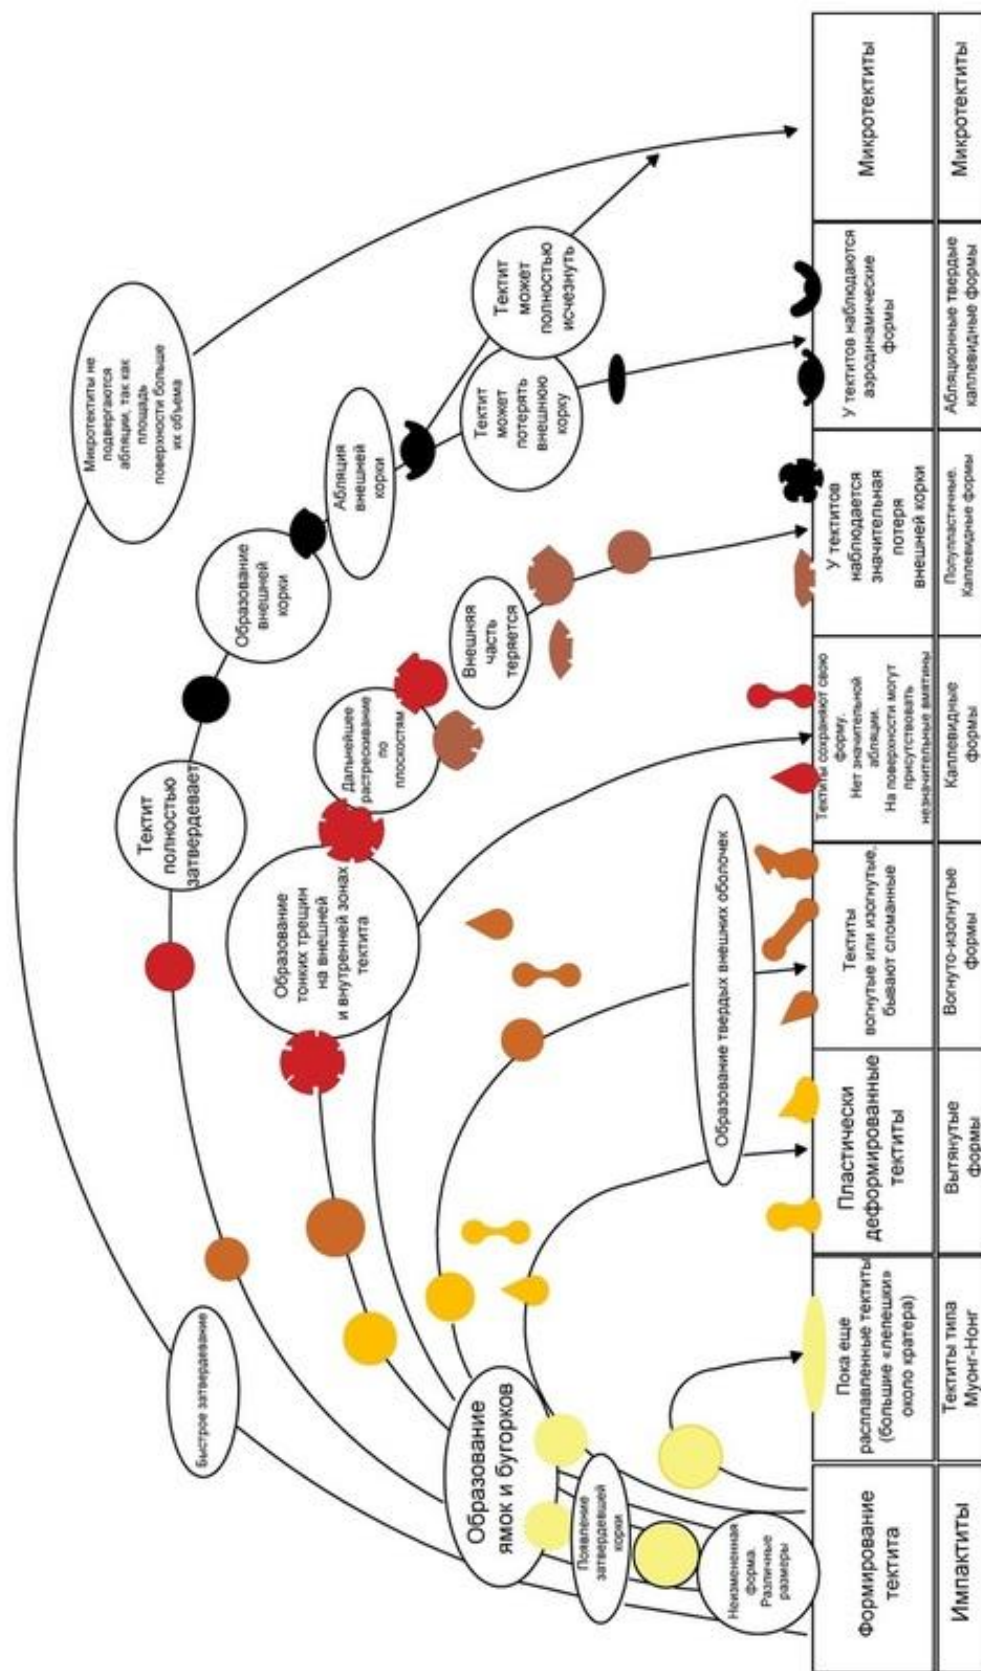 Микротектиты не
подвергаются
абляции, так как
площадь
поверхности больше
их объема
Быстрое затвердевание
Тектит
полностью
затвердевает
Образование
внешней
корки
Абляция
внешней
корки
Тектит
может
потерять
внешнюю
корку
Тектит
может
полностью
исчезнуть
Образование
тонких трещин
на внешней
и внутренней зонах
тектита
Дальнейшее
растрескивание
по
плоскостям
Внешняя
часть
теряется
Образование
ямок и бугорков
Появление
затвердевшей
корки
Неизмененная
форма.
Различные
размеры
Образование твердых внешних оболочек
Формирование
тектита
Пока еще
расплавленные тектиты
(большие «лепешки»
около кратера)
Пластически
деформированные
тектиты
Тектиты
вогнутые или изогнутые,
бывают сломанные
Тектиты сохраняют свою
форму.
Нет значительной
абляции.
На поверхности могут
присутствовать
незначительные вмятины
У тектитов
наблюдается
значительная
потеря
внешней корки
У тектитов наблюдаются
аэродинамические
формы
Микротектиты
Импактиты
Тектиты типа
Муонг-Нонг
Вытянутые
формы
Вогнуто-изогнутые
формы
Каплевидные
формы
Полупластичные.
Каплевидные формы
Абляционные твердые
каплевидные формы
Микротектиты